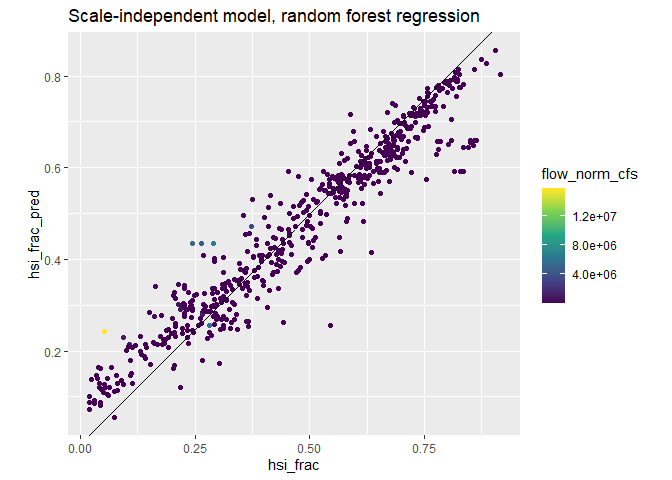 Scale-independent model, random forest regression
hsi_frac_pred
0.8
0.6
0.4
0.2
0.00
0.25
0.50
0.75
hsi_frac
flow_norm_cfs
1.2e+07
8.0e+06
4.0e+06